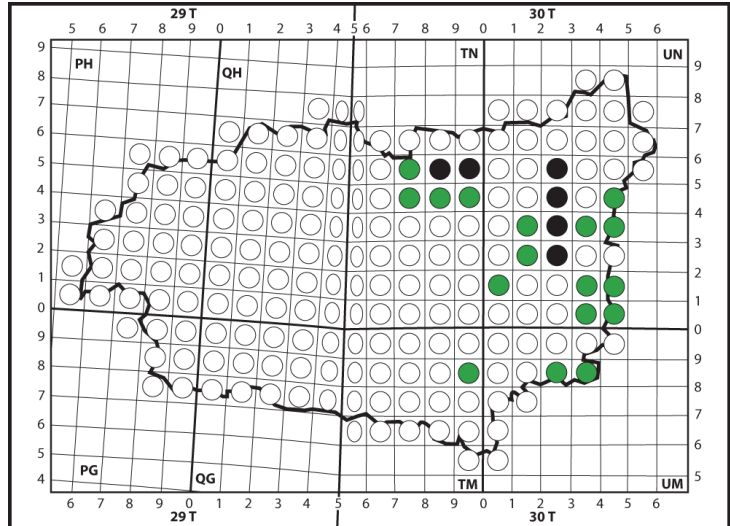 29 T 30 T
5 6 7 8 9 0 1 2 3 4 5 6 7 8 9 0 1 2 3 4 5 6
9 TN UN
PH 9
QH
8 8
7 7
6 6
5 5
4 4
3 3
2 2
1 1
0 0
9 9
8 8
7 7
6 6
5 5
4
PG QG TM UM
6 7 8 9 0 1 2 3 4 5 6 7 8 9 0 1 2 3 4 5 6
29 T 30 T